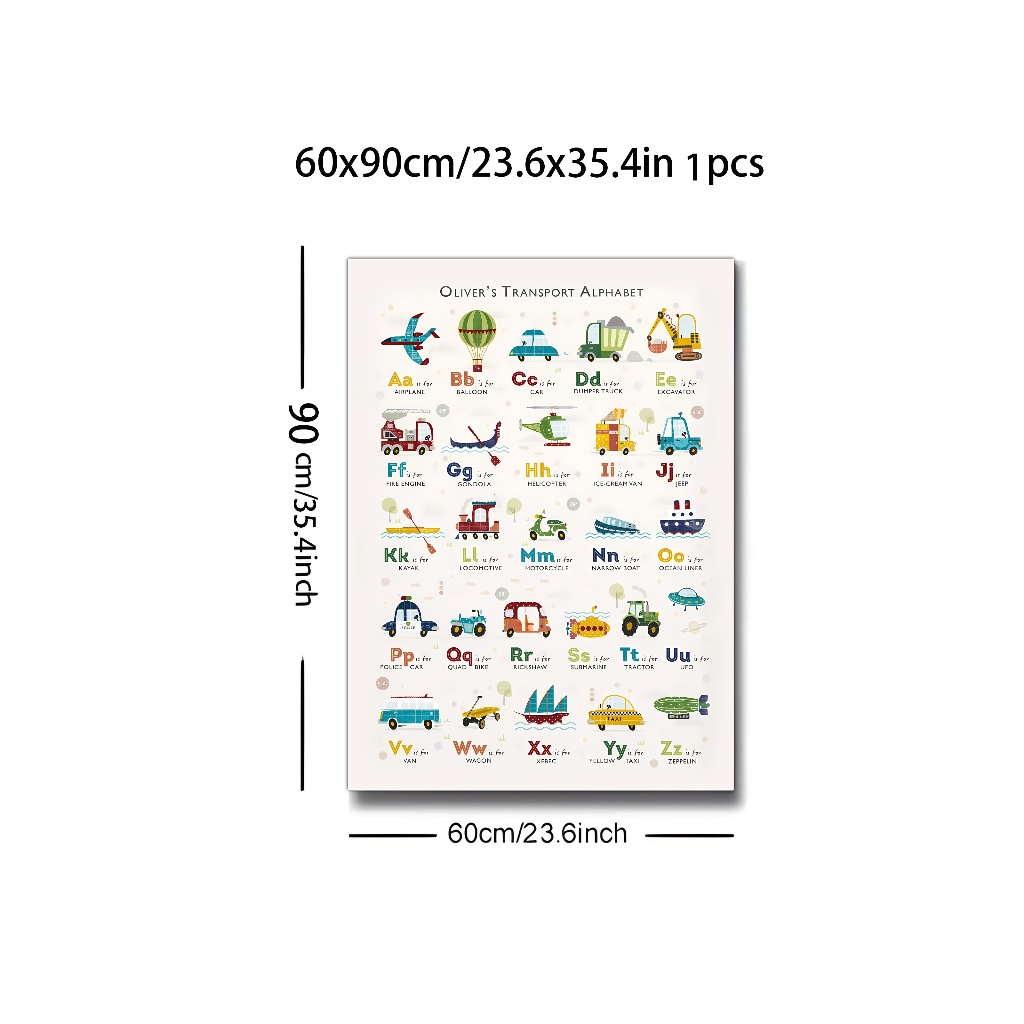 60x90cm/23.6x35.4in 1pcs
90 cm/35.4inch
OLIVER'S TRANSPORT ALPHABET
Aa is for Bb is for Cc is for Dd is for Ee is for
AIRPLANE BALLOON CAR DUMPER TRUCK EXCAVATOR
Ff is for Gg is for Hh is for Ii is for Jj is for
FIRE ENGINE GONDOLA HELICOPTER ICE-CREAM VAN JEEP
Kk is for Ll is for Mm is for Nn is for Oo is for
KAYAK LOCOMOTIVE MOTORCYCLE NARROW BOAT OCEAN LINER
POLICE
Pp is for Qq is for Rr is for Ss is for Tt is for Uu is for
POLICE CAR QUAD BIKE RICKSHAW SUBMARINE TRACTOR UFO
TAXI
Vv is for Ww is for Xx is for Yy is for Zz is for
VAN WAGON XEBEC YELLOW TAXI ZEPPELIN
60cm/23.6inch